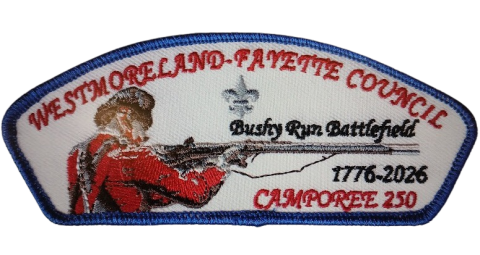 WESTMORELAND-FAYETTE COUNCIL
Bushy Run Battlefield
1776-2026
CAMPOREE 250